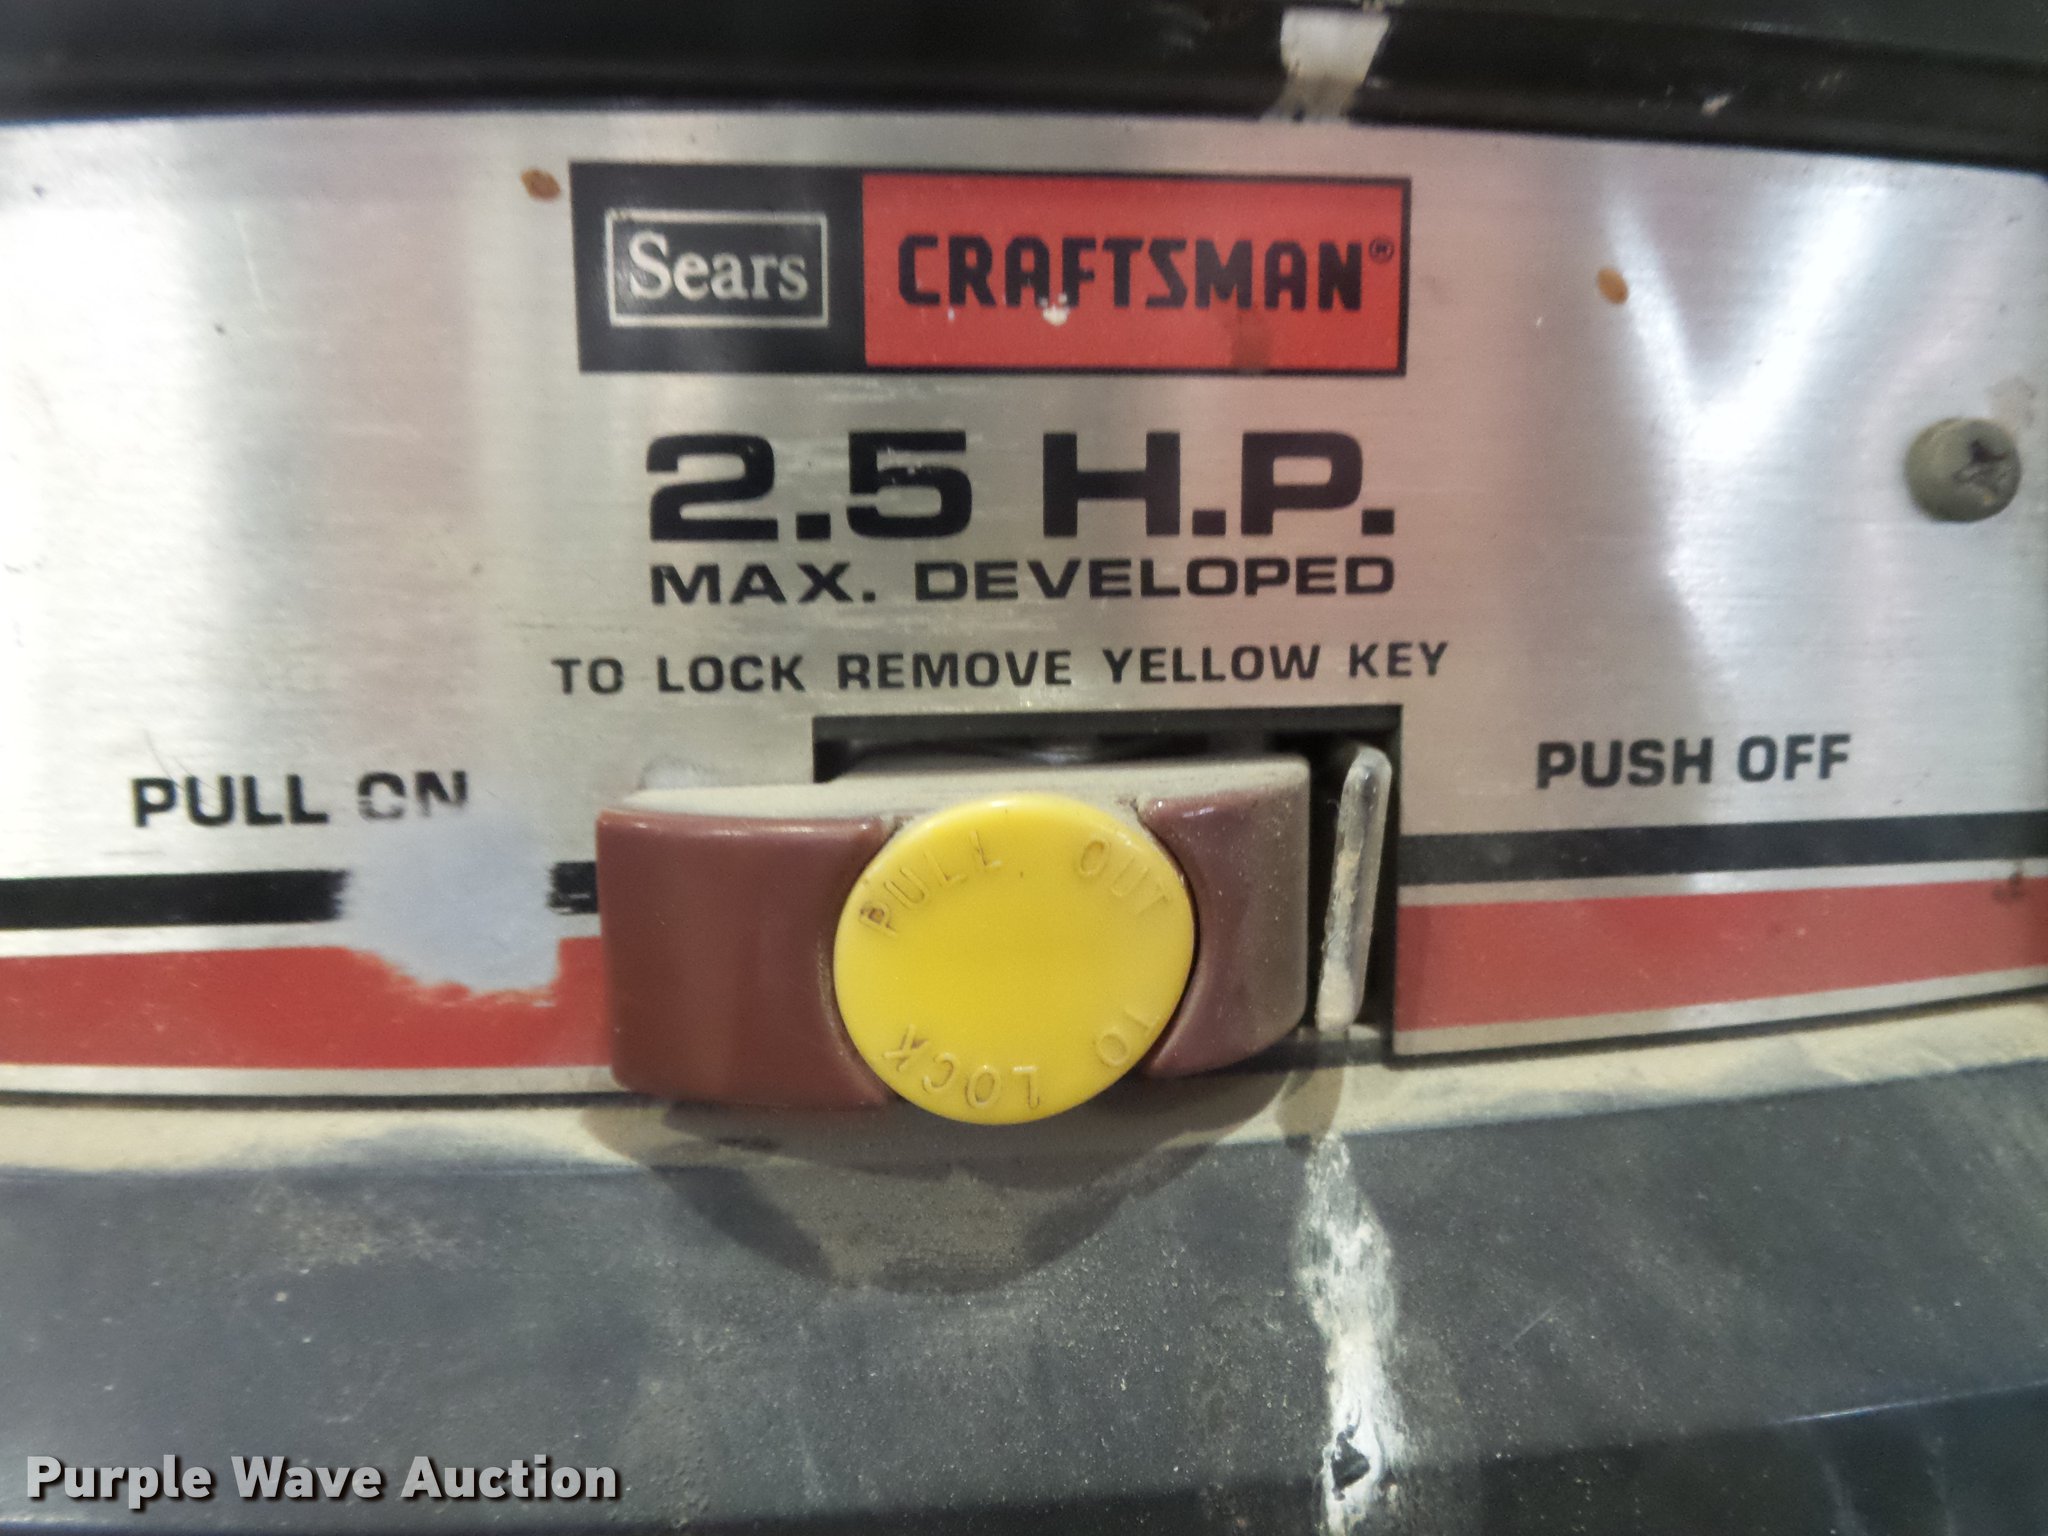 Sears CRAFTSMAN®
2.5 H.P.
MAX. DEVELOPED
TO LOCK REMOVE YELLOW KEY
PULL ON
PUSH OFF
PULL OUT TO LOCK
Purple Wave Auction